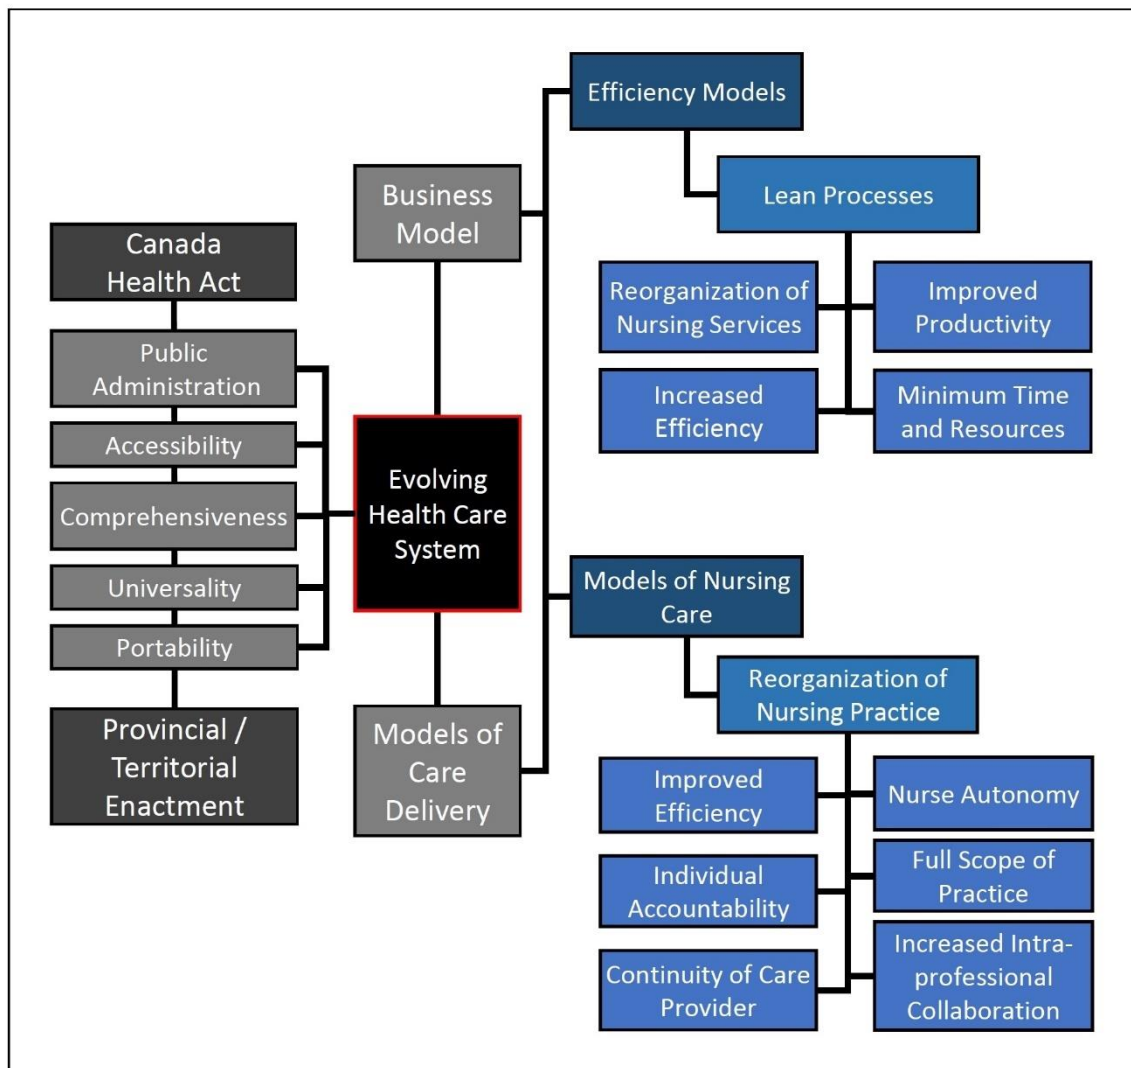 Canada
Health Act
Public
Administration
Accessibility
Comprehensiveness
Universality
Portability
Provincial /
Territorial
Enactment
Business
Model
Evolving
Health Care
System
Models of
Care
Delivery
Efficiency Models
Lean Processes
Reorganization of
Nursing Services
Improved
Productivity
Increased
Efficiency
Minimum Time
and Resources
Models of Nursing
Care
Reorganization of
Nursing Practice
Improved
Efficiency
Nurse Autonomy
Individual
Accountability
Full Scope of
Practice
Continuity of Care
Provider
Increased Intra-
professional
Collaboration